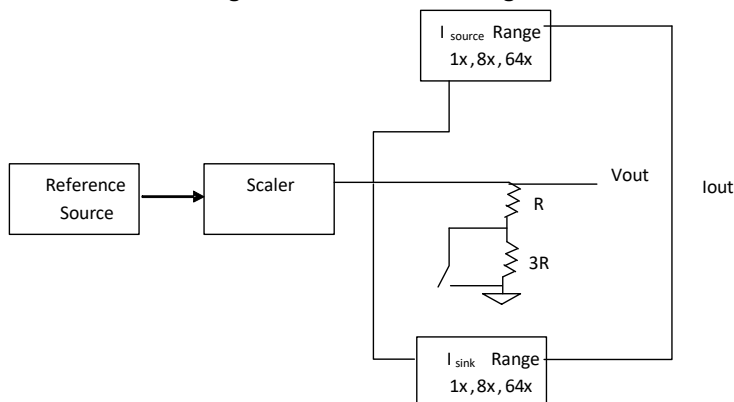 I source Range
1x,8x,64x
Reference
Source
Scaler
Vout
Iout
R
3R
I sink Range
1x,8x,64x